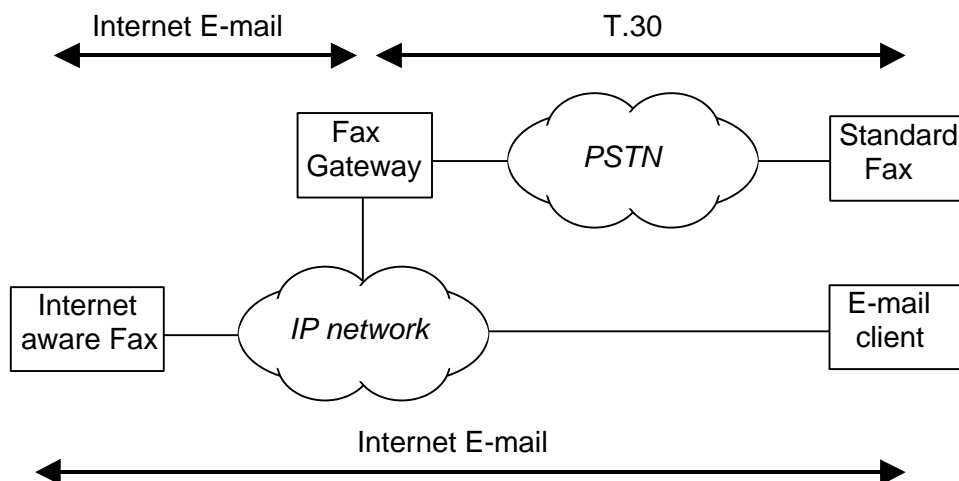 Internet E-mail
T.30
Fax
Gateway
PSTN
Standard
Fax
Internet
aware Fax
IP network
E-mail
client
Internet E-mail